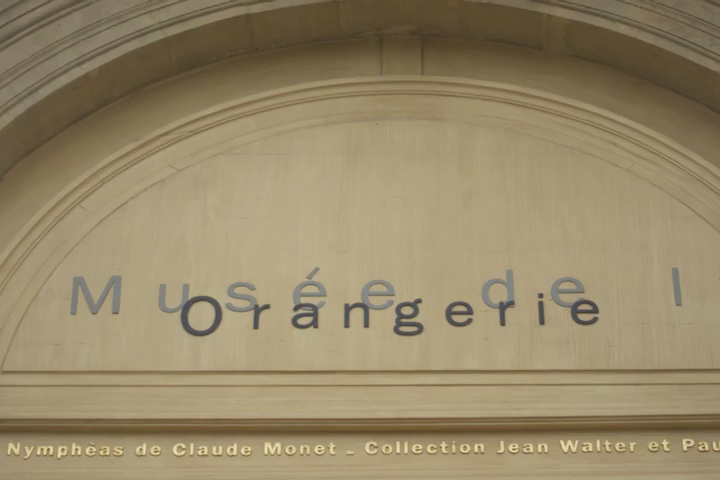 Musée de l
Orangerie
Nymphèas de Claude Monet _ Collection Jean Walter et Pau